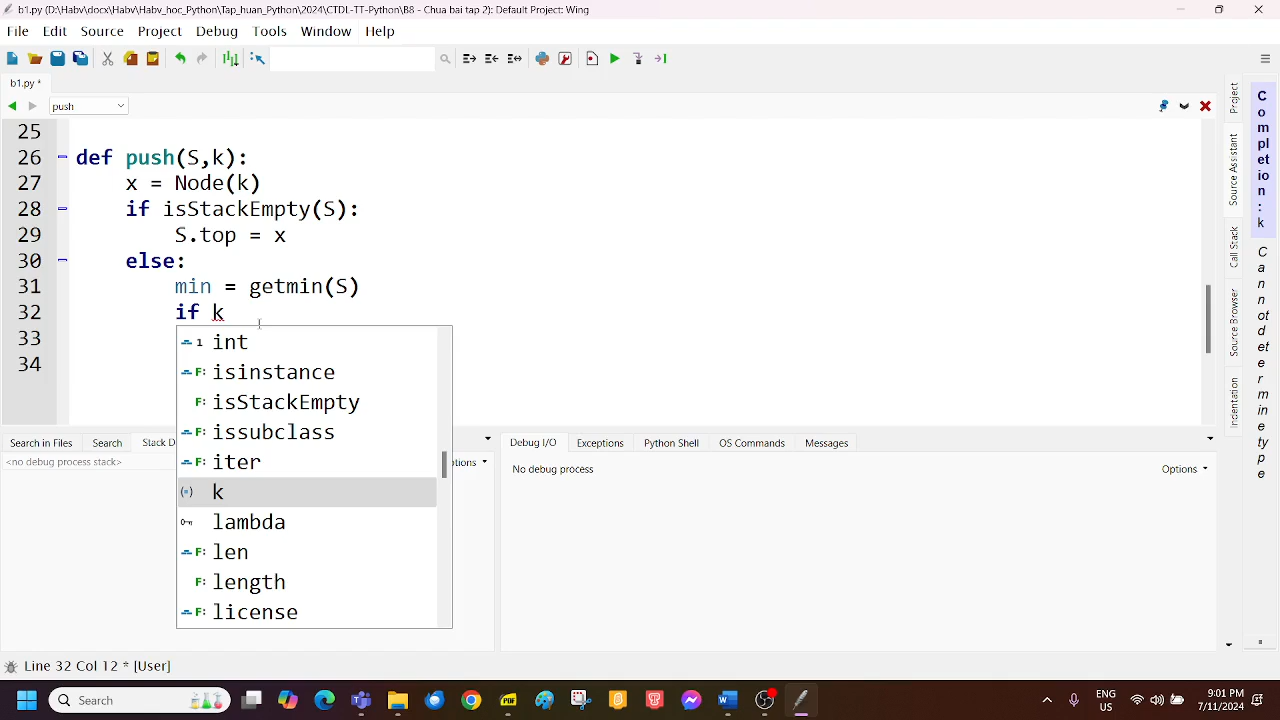 b1.py (D:\Habv\docx\Habv\Habv_hoc_Python\Tap_huan_Python\2024\CTDL-TT-Python\B8 - Chua bai tap 2): Default Project: Wing
File Edit Source Project Debug Tools Window Help
b1.py *
push
25
26 def push(S,k):
27 x = Node(k)
28 if isStackEmpty(S):
29 S.top = x
30 else:
31 min = getmin(S)
32 if k
33
34
1 int
F: isinstance
F: isStackEmpty
F: issubclass
F: iter
k
lambda
F: len
F: length
F: license
Search in Files Search Stack D
<no debug process stack> tions
Debug I/O Exceptions Python Shell OS Commands Messages
No debug process Options
Project
Source Assistant
Call Stack
Source Browser
Indentation
Completion: k
Cannot determine type
Line 32 Col 12 * [User]
Search
ENG
US
9:01 PM
7/11/2024